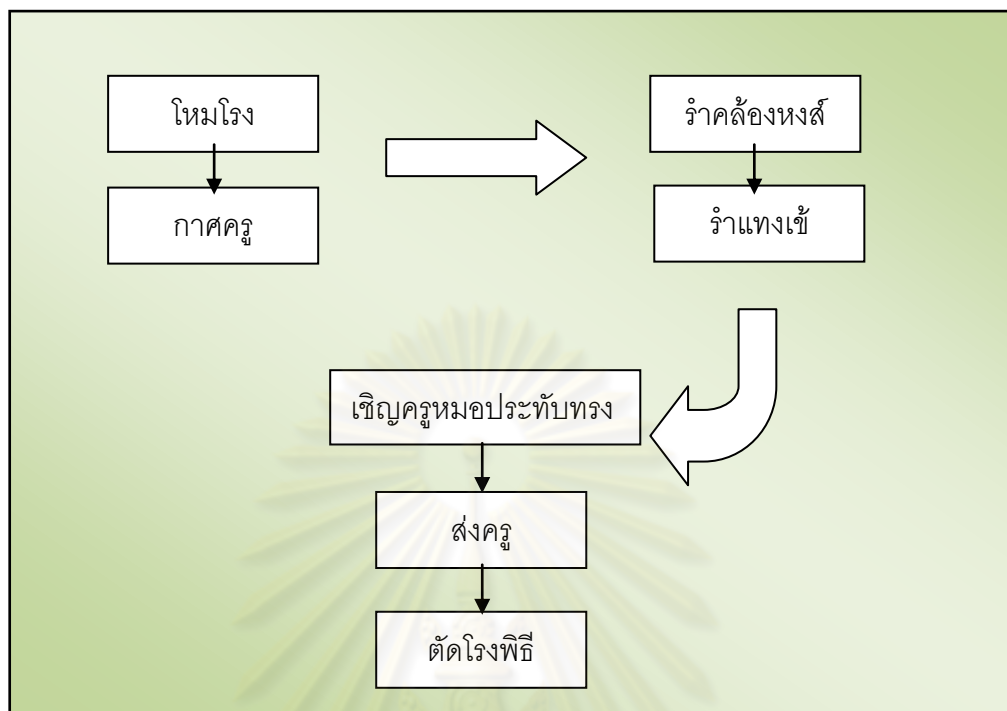 โหมโรง
กาศครู
รำคล้องหงส์
รำแทงเข้
เชิญครูหมอประทับทรง
ส่งครู
ตัดโรงพิธี